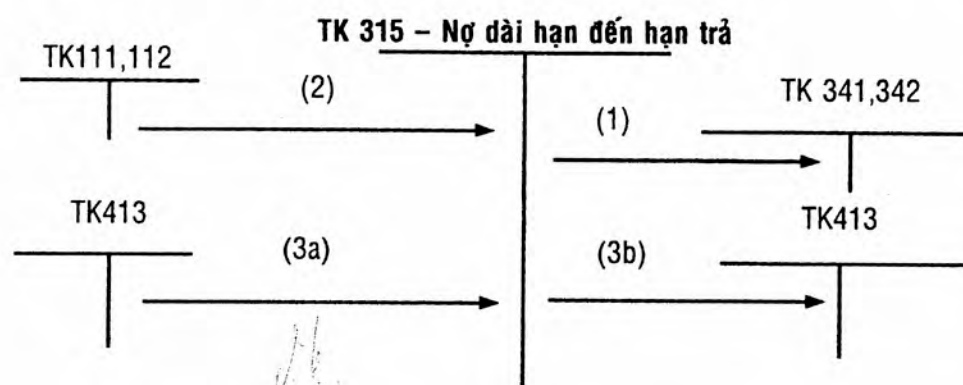 TK 315 – Nợ dài hạn đến hạn trả
TK111,112
(2)
TK 341,342
(1)
TK413
TK413
(3a)
(3b)